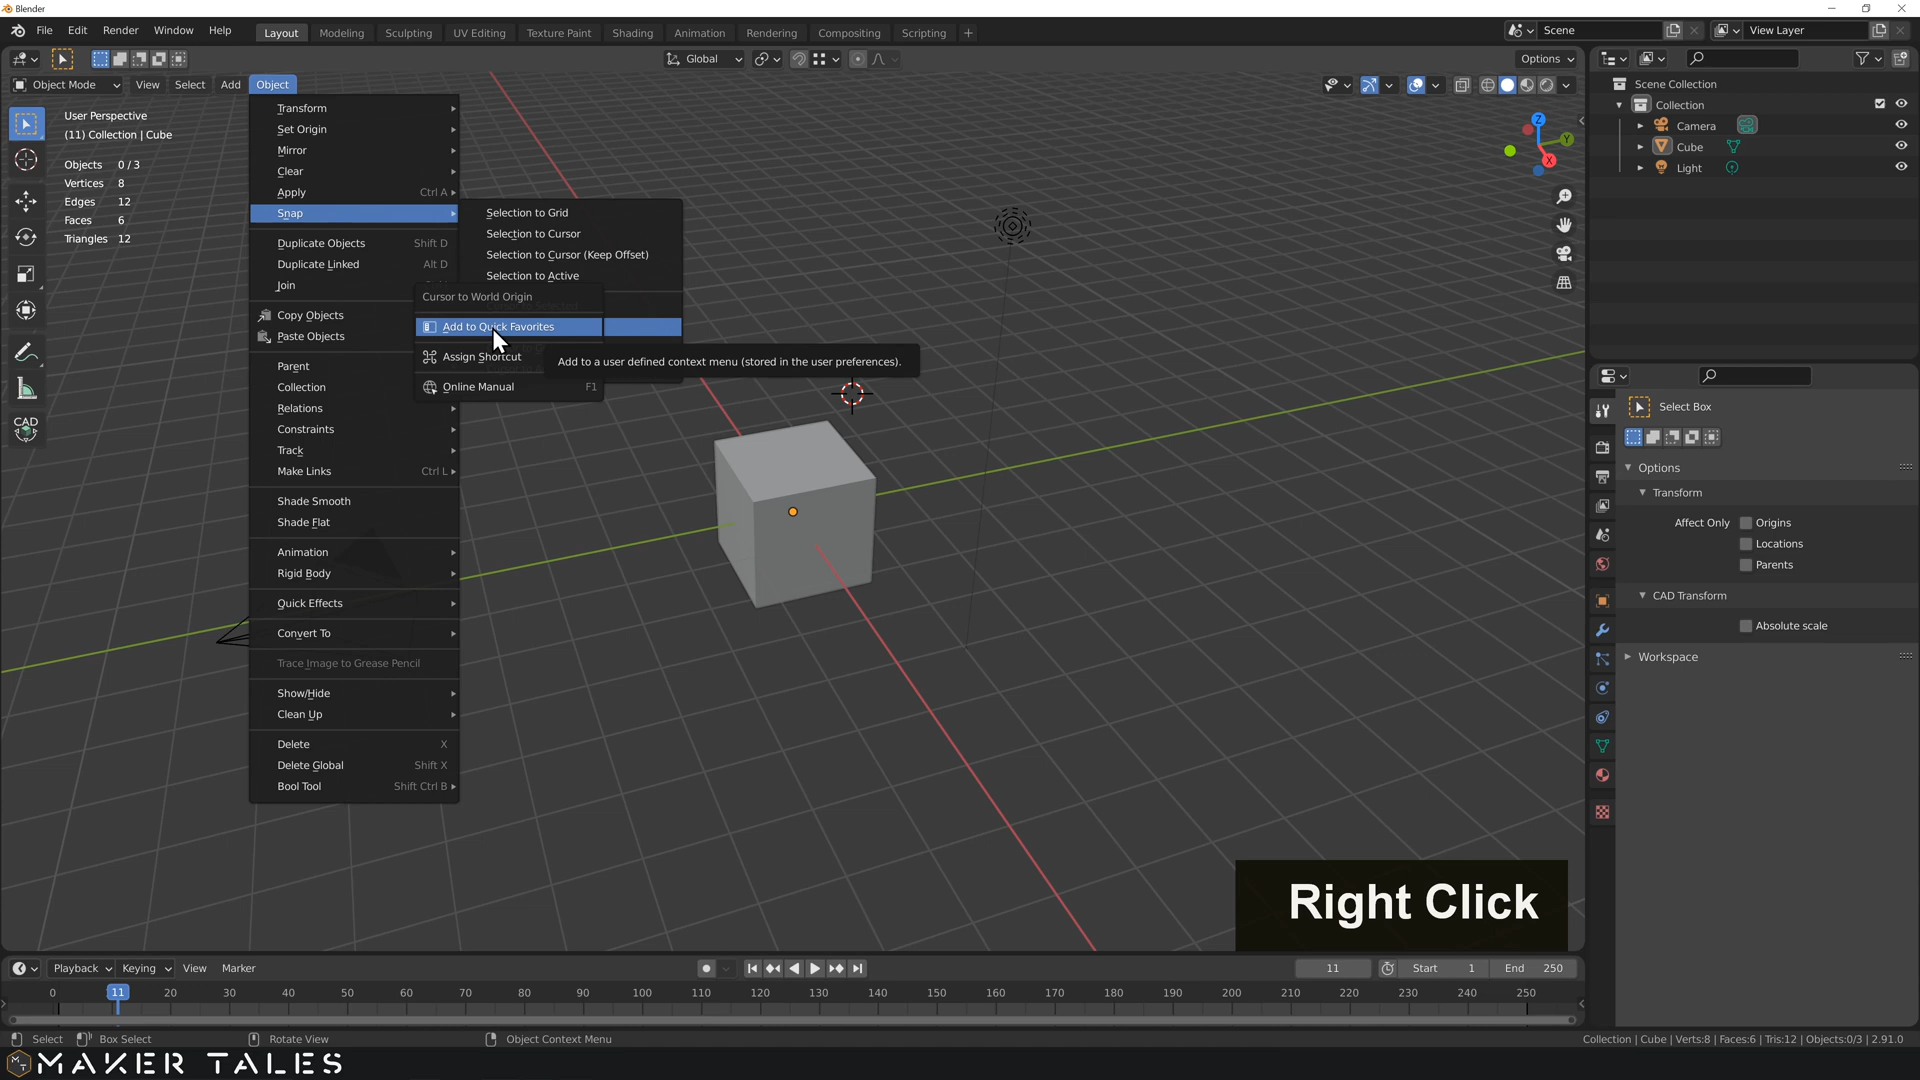 Blender
File Edit Render Window Help
Layout Modeling Sculpting UV Editing Texture Paint Shading Animation Rendering Compositing Scripting +
Scene
View Layer
Global
Options
Object Mode View Select Add Object
User Perspective
(11) Collection | Cube
Objects 0/3
Vertices 8
Edges 12
Faces 6
Triangles 12
CAD
Transform
Set Origin
Mirror
Clear
Apply Ctrl A
Snap
Duplicate Objects Shift D
Duplicate Linked Alt D
Join
Copy Objects
Paste Objects
Parent
Collection
Relations
Constraints
Track
Make Links Ctrl L
Shade Smooth
Shade Flat
Animation
Rigid Body
Quick Effects
Convert To
Trace Image to Grease Pencil
Show/Hide
Clean Up
Delete X
Delete Global Shift X
Bool Tool Shift Ctrl B
Selection to Grid
Selection to Cursor
Selection to Cursor (Keep Offset)
Selection to Active
Cursor to World Origin
Add to Quick Favorites
Assign Shortcut
Online Manual F1
Add to a user defined context menu (stored in the user preferences).
Z
Y
X
Scene Collection
Collection
Camera
Cube
Light
Select Box
Options
Transform
Affect Only Origins
Locations
Parents
CAD Transform
Absolute scale
Workspace
Right Click
Playback Keying View Marker
11 Start 1 End 250
0 11 20 30 40 50 60 70 80 90 100 110 120 130 140 150 160 170 180 190 200 210 220 230 240 250
Select Box Select Rotate View Object Context Menu
Collection | Cube | Verts:8 | Faces:6 | Tris:12 | Objects:0/3 | 2.91.0
MAKER TALES